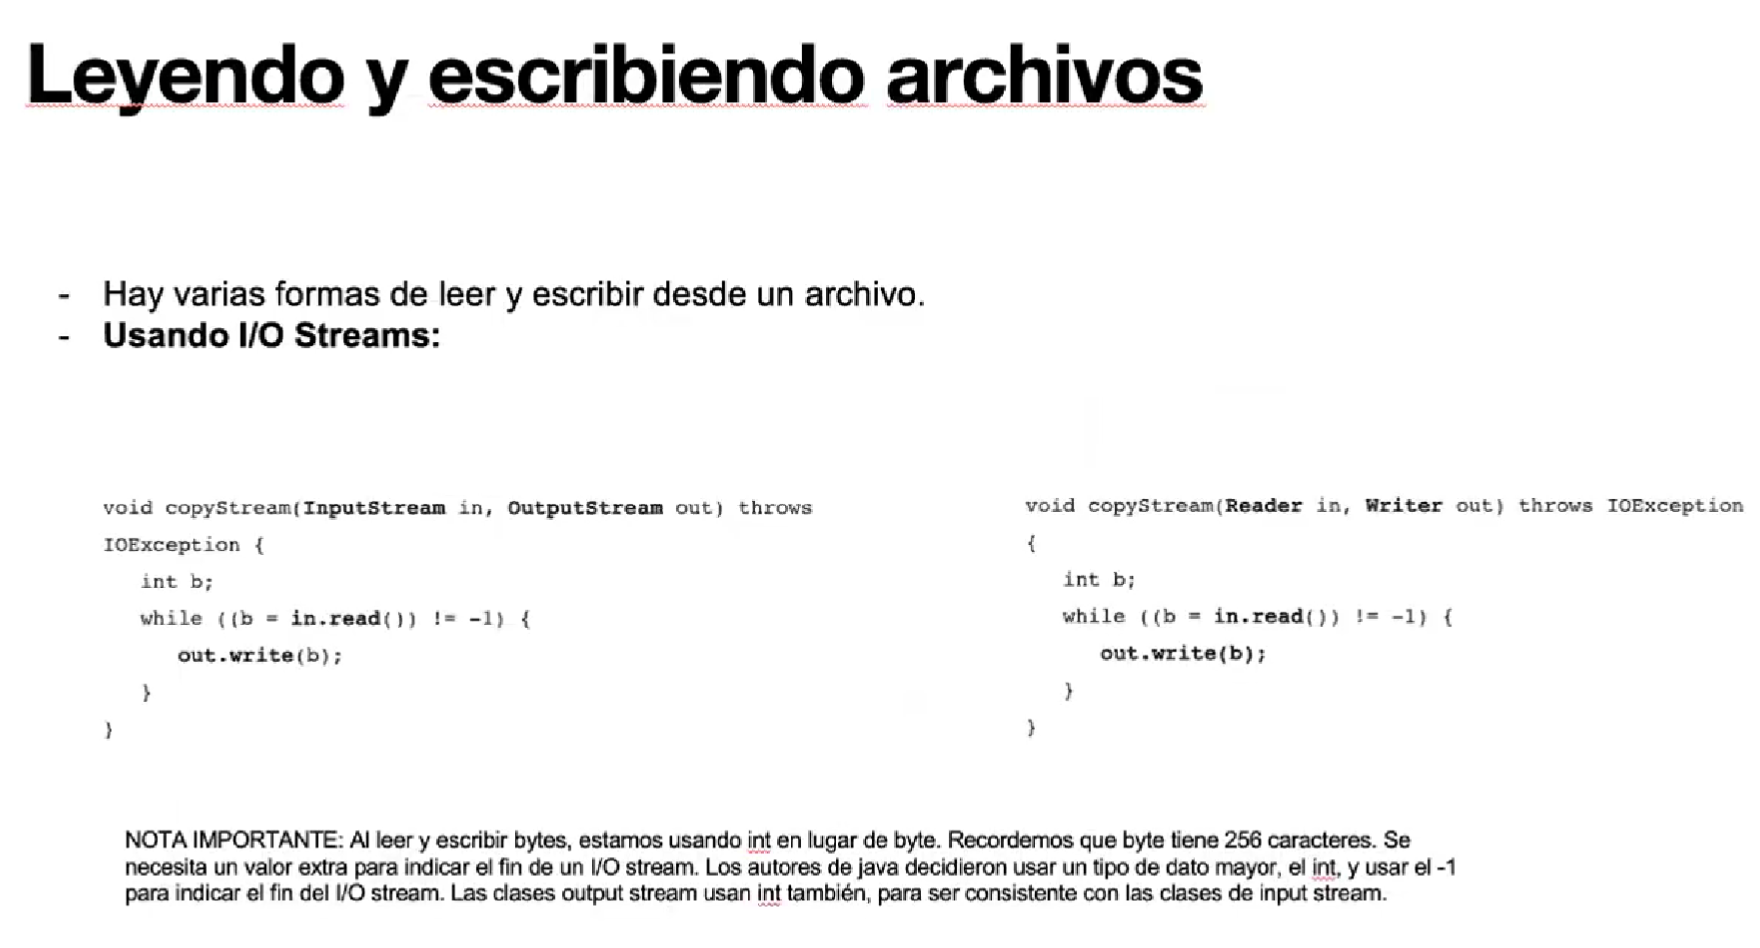 Leyendo y escribiendo archivos
- Hay varias formas de leer y escribir desde un archivo.
- Usando I/O Streams:
void copyStream(InputStream in, OutputStream out) throws
IOException {
int b;
while ((b = in.read()) != -1) {
out.write(b);
}
}
void copyStream(Reader in, Writer out) throws IOException
{
int b;
while ((b = in.read()) != -1) {
out.write(b);
}
}
NOTA IMPORTANTE: Al leer y escribir bytes, estamos usando int en lugar de byte. Recordemos que byte tiene 256 caracteres. Se
necesita un valor extra para indicar el fin de un I/O stream. Los autores de java decidieron usar un tipo de dato mayor, el int, y usar el -1
para indicar el fin del I/O stream. Las clases output stream usan int también, para ser consistente con las clases de input stream.